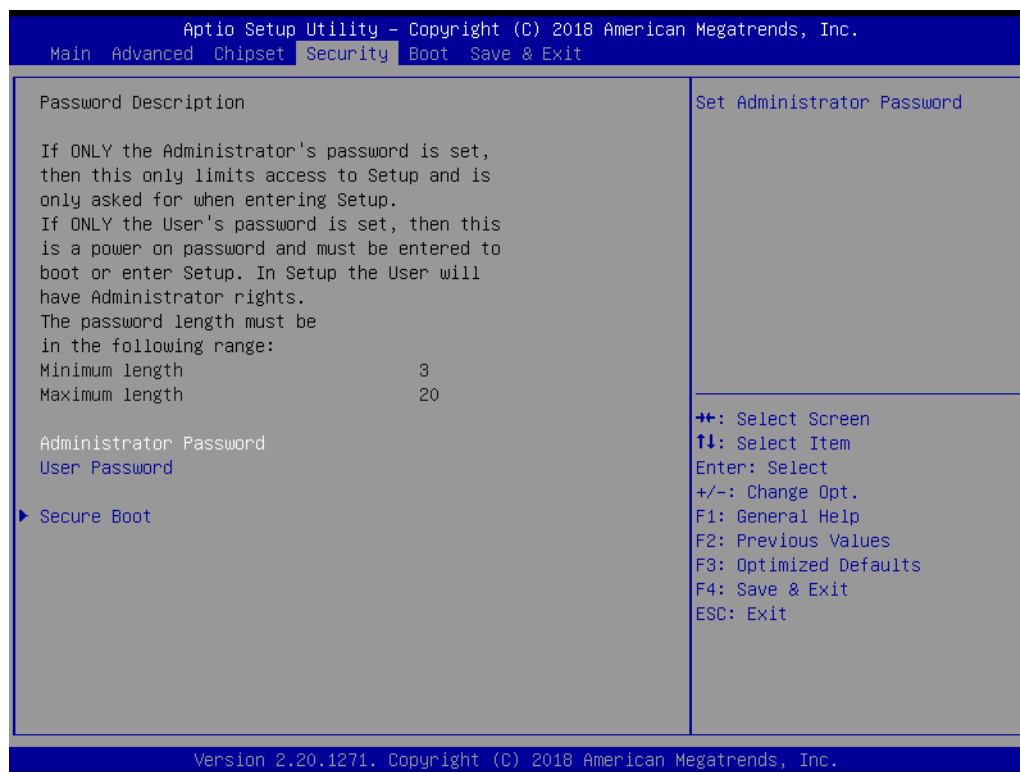 Aptio Setup Utility – Copyright (C) 2018 American Megatrends, Inc.
Main Advanced Chipset Security Boot Save & Exit
Password Description
If ONLY the Administrator's password is set,
then this only limits access to Setup and is
only asked for when entering Setup.
If ONLY the User's password is set, then this
is a power on password and must be entered to
boot or enter Setup. In Setup the User will
have Administrator rights.
The password length must be
in the following range:
Minimum length 3
Maximum length 20
Administrator Password
User Password
Secure Boot
Set Administrator Password
→←: Select Screen
↑↓: Select Item
Enter: Select
+/-: Change Opt.
F1: General Help
F2: Previous Values
F3: Optimized Defaults
F4: Save & Exit
ESC: Exit
Version 2.20.1271. Copyright (C) 2018 American Megatrends, Inc.